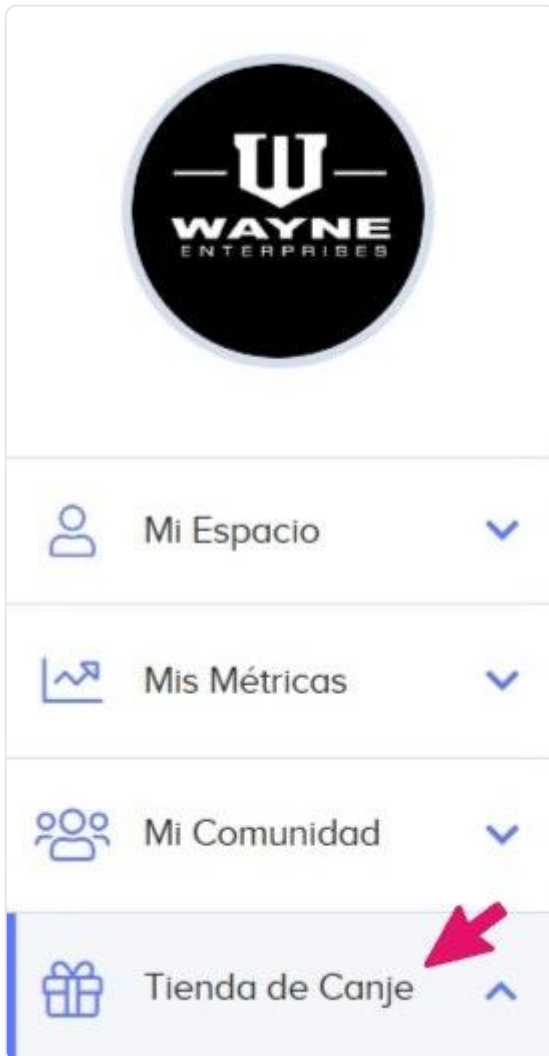 WAYNE
ENTERPRISES
Mi Espacio
Mis Métricas
Mi Comunidad
Tienda de Canje